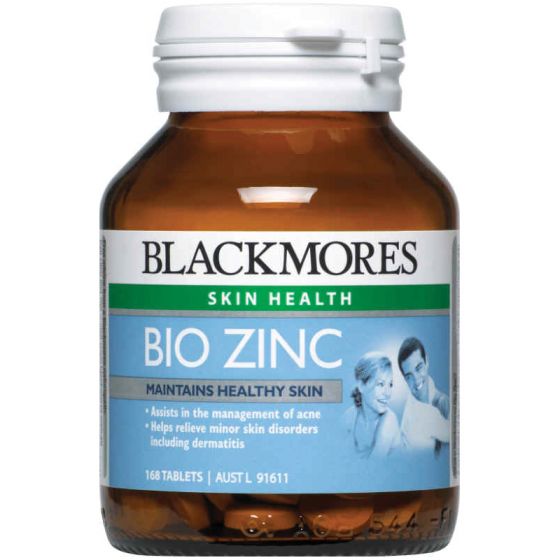 BLACKMORES
SKIN HEALTH
BIO ZINC
MAINTAINS HEALTHY SKIN
• Assists in the management of acne
• Helps relieve minor skin disorders
including dermatitis
168 TABLETS | AUST L 91611